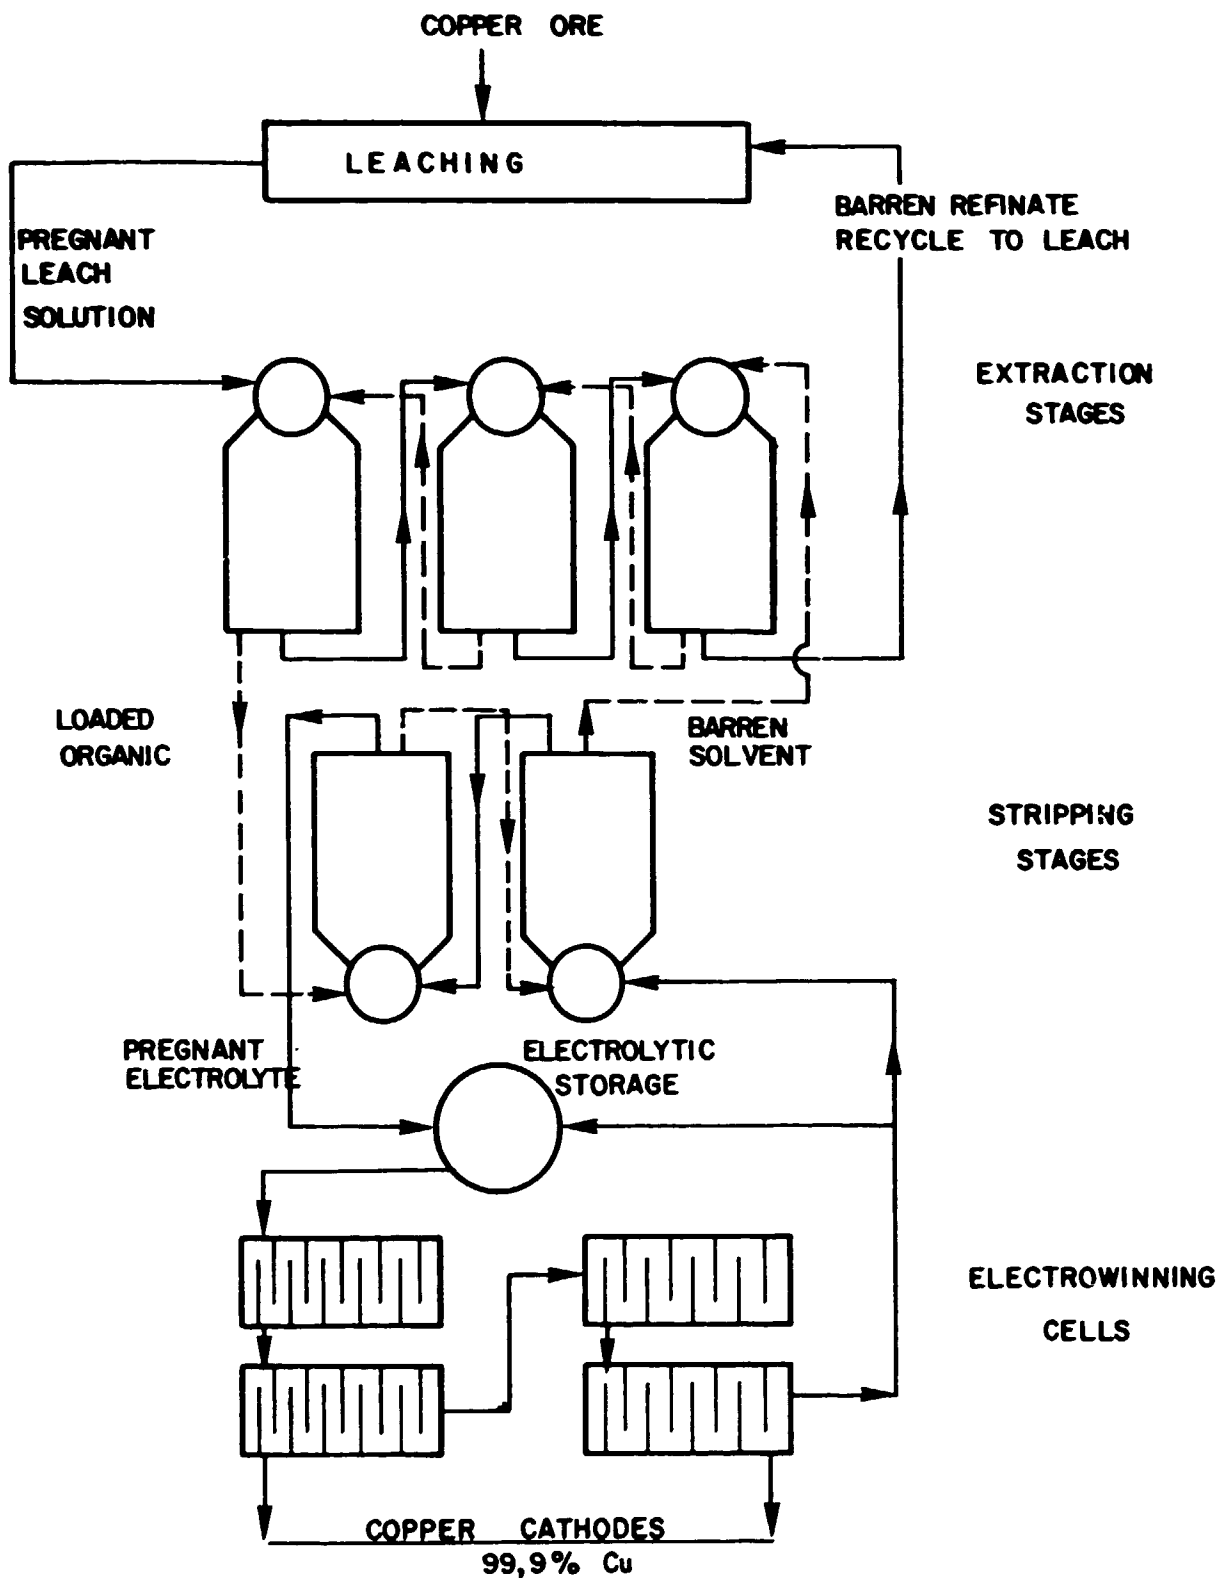 COPPER ORE
LEACHING
BARREN REFINATE
RECYCLE TO LEACH
PREGNANT
LEACH
SOLUTION
EXTRACTION
STAGES
LOADED
ORGANIC
BARREN
SOLVENT
STRIPPING
STAGES
PREGNANT
ELECTROLYTE
ELECTROLYTIC
STORAGE
ELECTROWINNING
CELLS
COPPER CATHODES
99,9% Cu